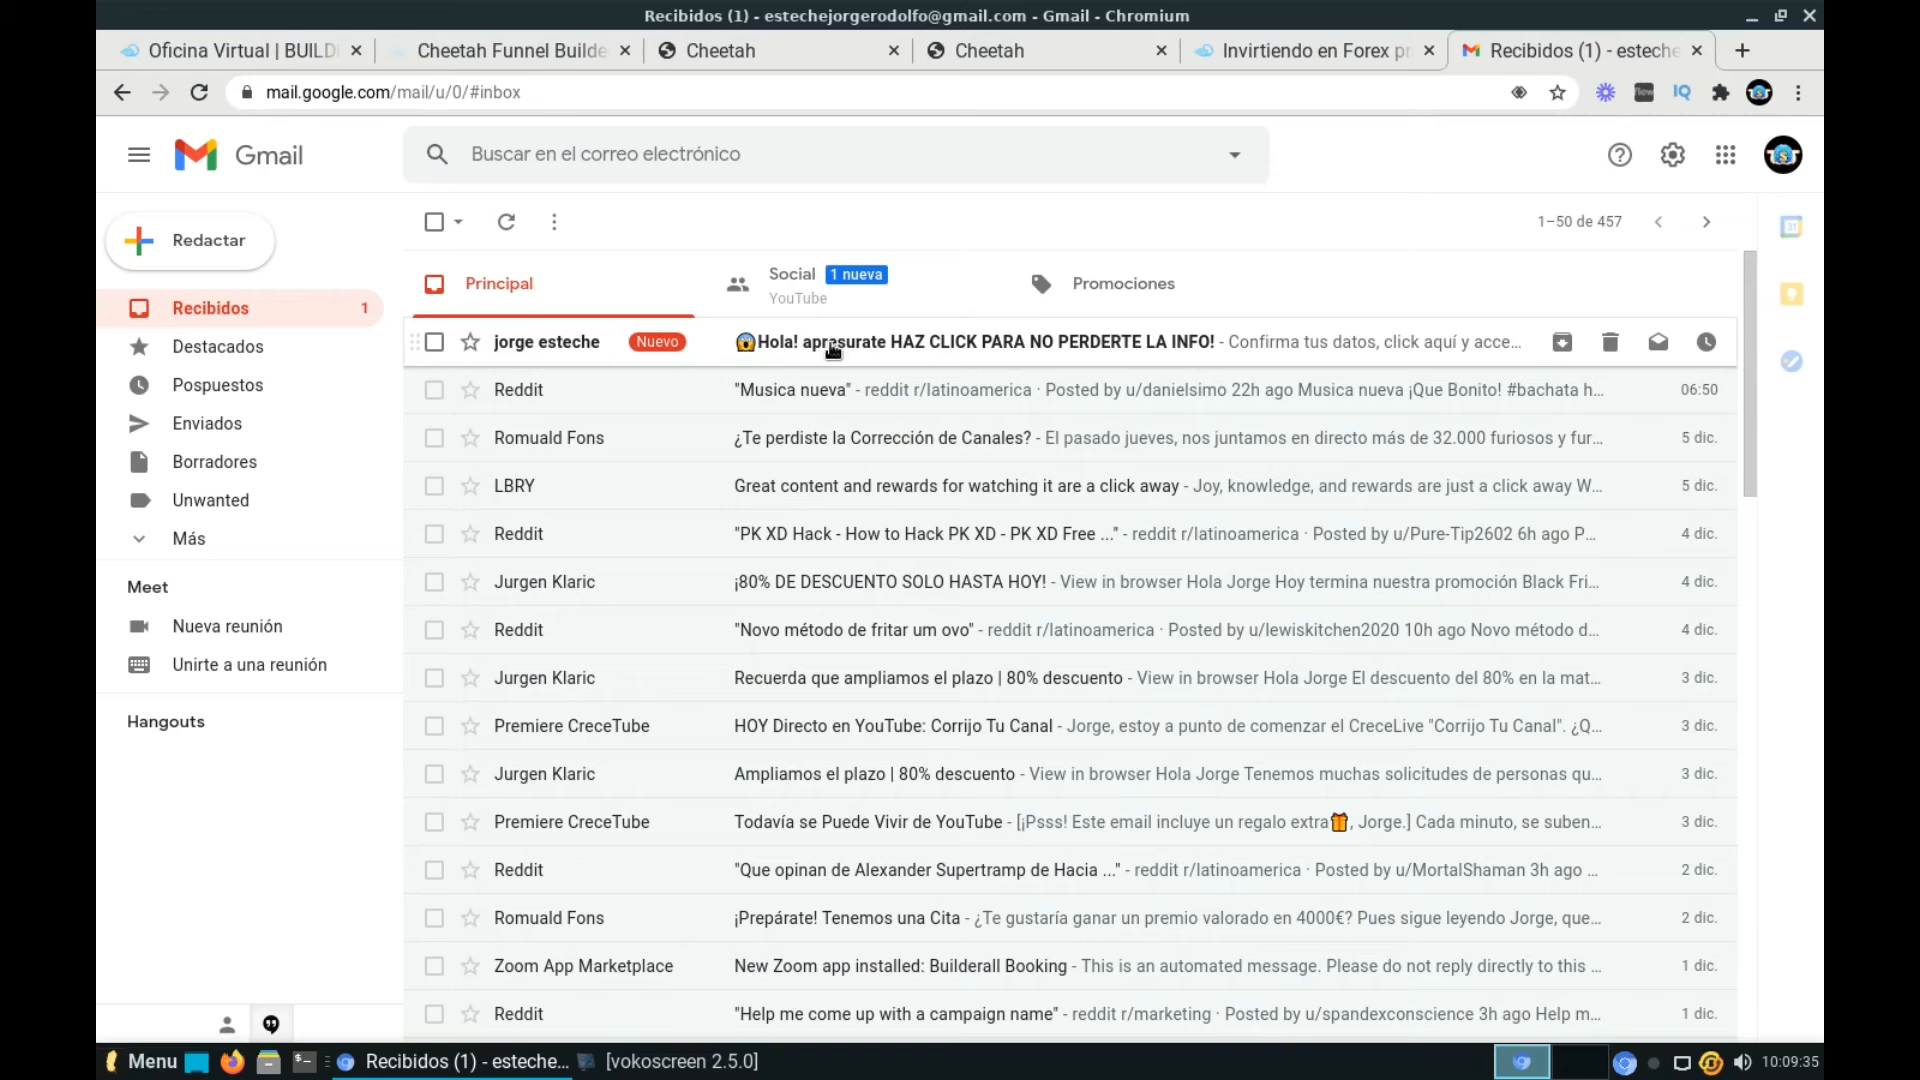 Recibidos (1) - estechejorgerodolfo@gmail.com - Gmail - Chromium
Oficina Virtual | BUILD
Cheetah Funnel Builde
Cheetah
Cheetah
Invirtiendo en Forex pr
Recibidos (1) - esteche
mail.google.com/mail/u/0/#inbox
Gmail
Buscar en el correo electrónico
Redactar
1–50 de 457
Principal
Social 1 nueva
YouTube
Promociones
Recibidos 1
Destacados
Pospuestos
Enviados
Borradores
Unwanted
Más
Meet
Nueva reunión
Unirte a una reunión
Hangouts
jorge esteche Nuevo 😱Hola! apresurate HAZ CLICK PARA NO PERDERTE LA INFO! - Confirma tus datos, click aquí y acce...
Reddit "Musica nueva" - reddit r/latinoamerica · Posted by u/danielsimo 22h ago Musica nueva ¡Que Bonito! #bachata h... 06:50
Romuald Fons ¿Te perdiste la Corrección de Canales? - El pasado jueves, nos juntamos en directo más de 32.000 furiosos y fur... 5 dic.
LBRY Great content and rewards for watching it are a click away - Joy, knowledge, and rewards are just a click away W... 5 dic.
Reddit "PK XD Hack - How to Hack PK XD - PK XD Free ..." - reddit r/latinoamerica · Posted by u/Pure-Tip2602 6h ago P... 4 dic.
Jurgen Klaric ¡80% DE DESCUENTO SOLO HASTA HOY! - View in browser Hola Jorge Hoy termina nuestra promoción Black Fri... 4 dic.
Reddit "Novo método de fritar um ovo" - reddit r/latinoamerica · Posted by u/lewiskitchen2020 10h ago Novo método d... 4 dic.
Jurgen Klaric Recuerda que ampliamos el plazo | 80% descuento - View in browser Hola Jorge El descuento del 80% en la mat... 3 dic.
Premiere CreceTube HOY Directo en YouTube: Corrijo Tu Canal - Jorge, estoy a punto de comenzar el CreceLive "Corrijo Tu Canal". ¿Q... 3 dic.
Jurgen Klaric Ampliamos el plazo | 80% descuento - View in browser Hola Jorge Tenemos muchas solicitudes de personas qu... 3 dic.
Premiere CreceTube Todavía se Puede Vivir de YouTube - [¡Psss! Este email incluye un regalo extra🎁, Jorge.] Cada minuto, se suben... 3 dic.
Reddit "Que opinan de Alexander Supertramp de Hacia ..." - reddit r/latinoamerica · Posted by u/MortalShaman 3h ago ... 2 dic.
Romuald Fons ¡Prepárate! Tenemos una Cita - ¿Te gustaría ganar un premio valorado en 4000€? Pues sigue leyendo Jorge, que... 2 dic.
Zoom App Marketplace New Zoom app installed: Builderall Booking - This is an automated message. Please do not reply directly to this ... 1 dic.
Reddit "Help me come up with a campaign name" - reddit r/marketing · Posted by u/spandexconscience 3h ago Help m... 1 dic.
Menu
Recibidos (1) - esteche...
[vokoscreen 2.5.0]
10:09:35